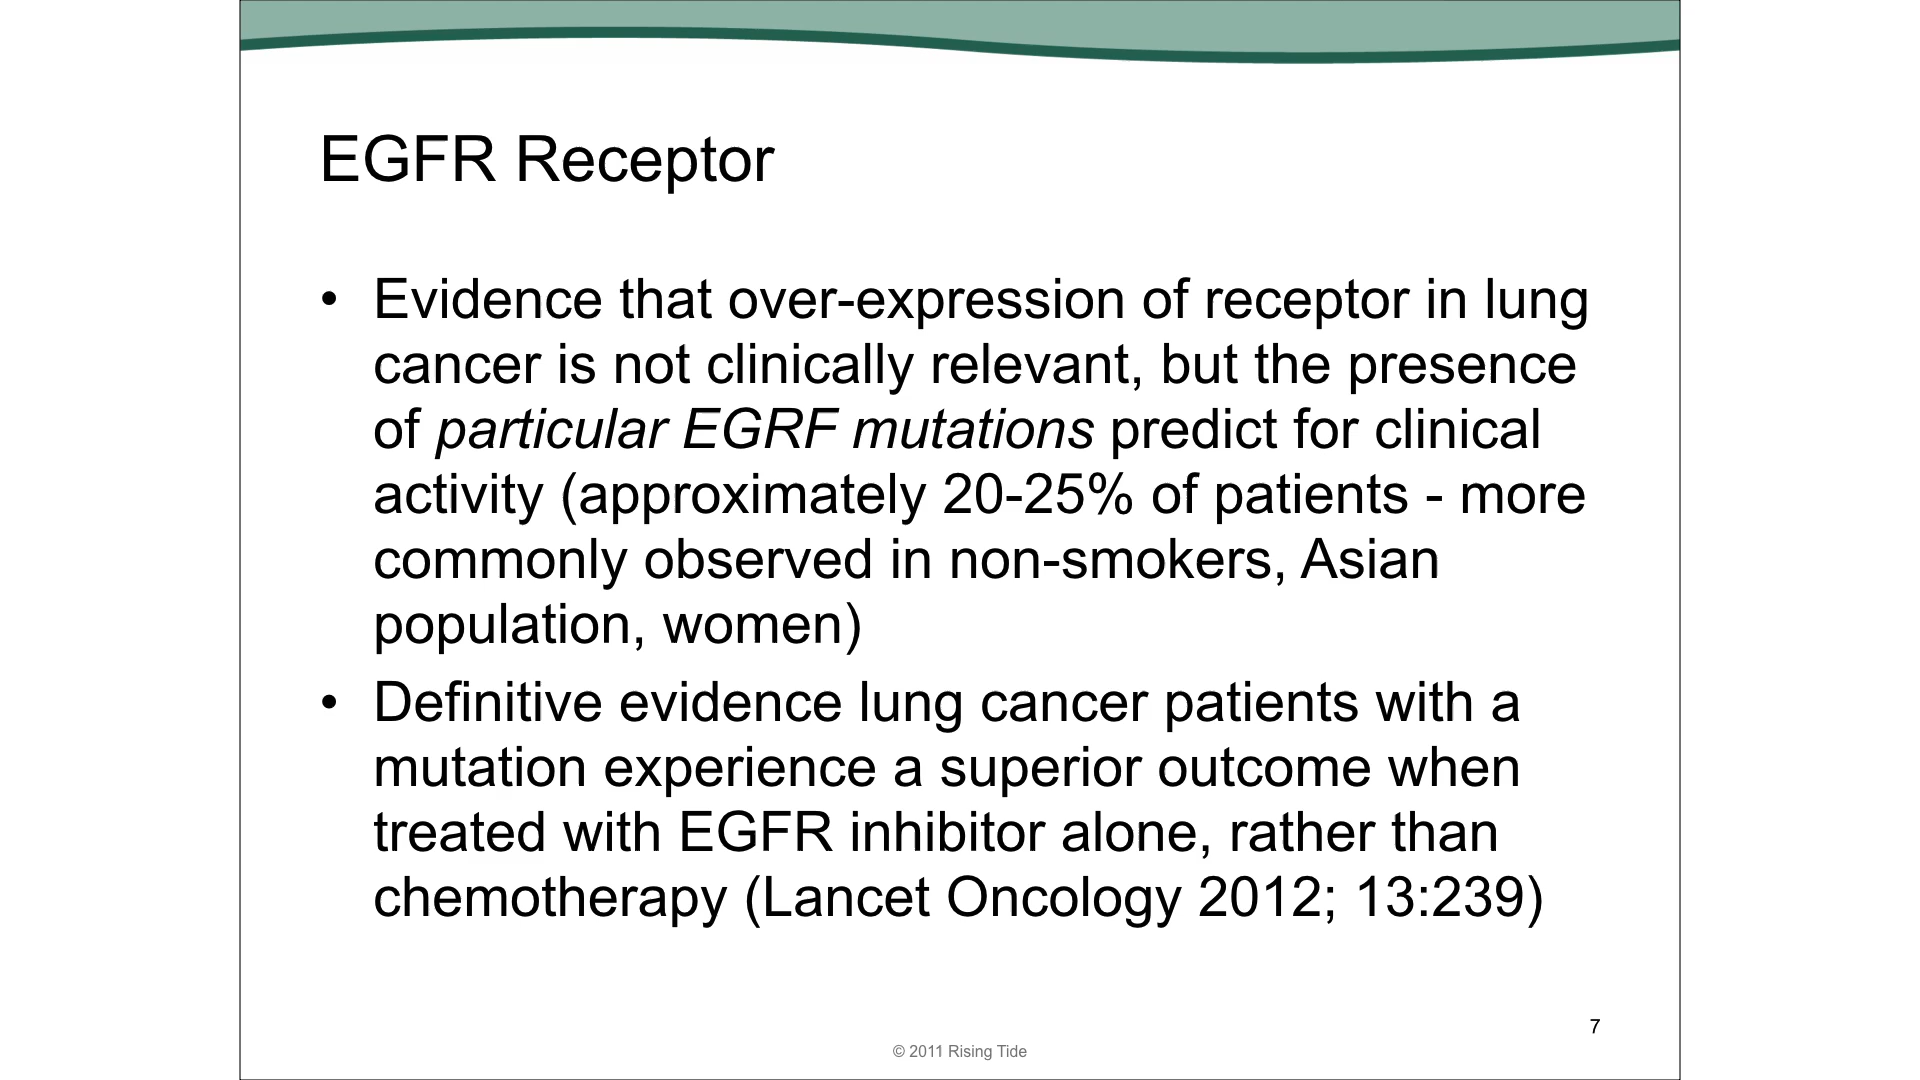 EGFR Receptor
• Evidence that over-expression of receptor in lung
cancer is not clinically relevant, but the presence
of particular EGRF mutations predict for clinical
activity (approximately 20-25% of patients - more
commonly observed in non-smokers, Asian
population, women)
• Definitive evidence lung cancer patients with a
mutation experience a superior outcome when
treated with EGFR inhibitor alone, rather than
chemotherapy (Lancet Oncology 2012; 13:239)
7
© 2011 Rising Tide